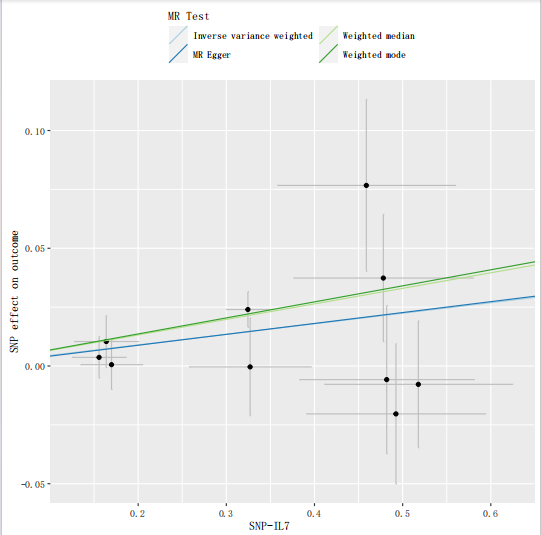 MR Test
Inverse variance weighted
Weighted median
MR Egger
Weighted mode
SNP effect on outcome
0.10
0.05
0.00
-0.05
0.2 0.3 0.4 0.5 0.6
SNP-IL7